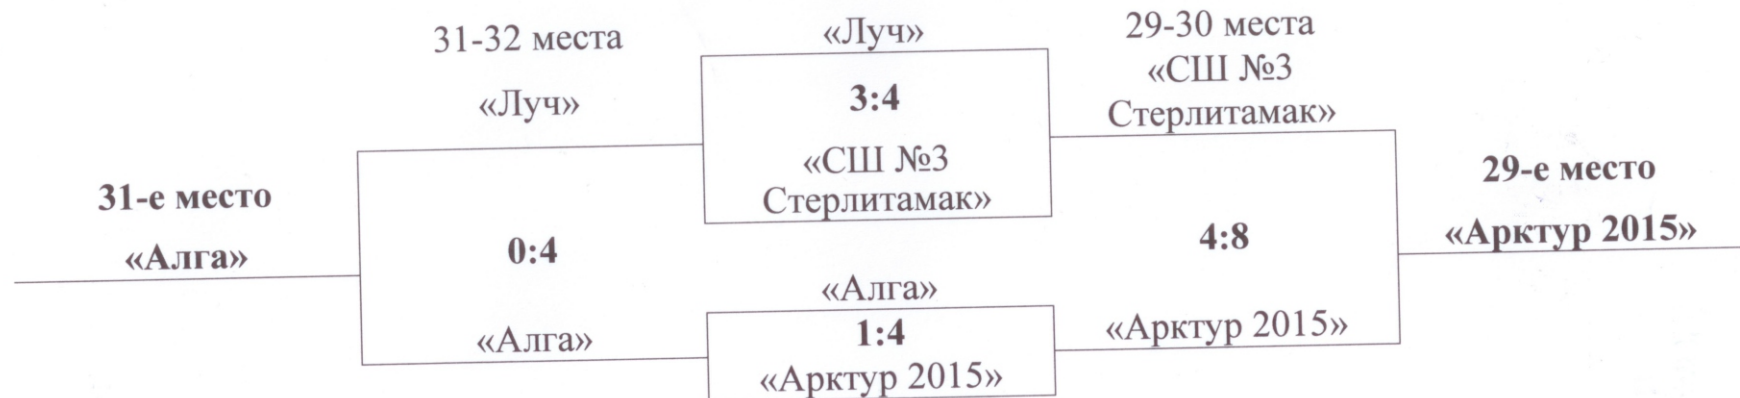 31-32 места
«Луч»
«Луч»
3:4
«СШ №3
Стерлитамак»
29-30 места
«СШ №3
Стерлитамак»
31-е место
«Алга»
0:4
«Алга»
«Алга»
1:4
«Арктур 2015»
4:8
«Арктур 2015»
29-е место
«Арктур 2015»